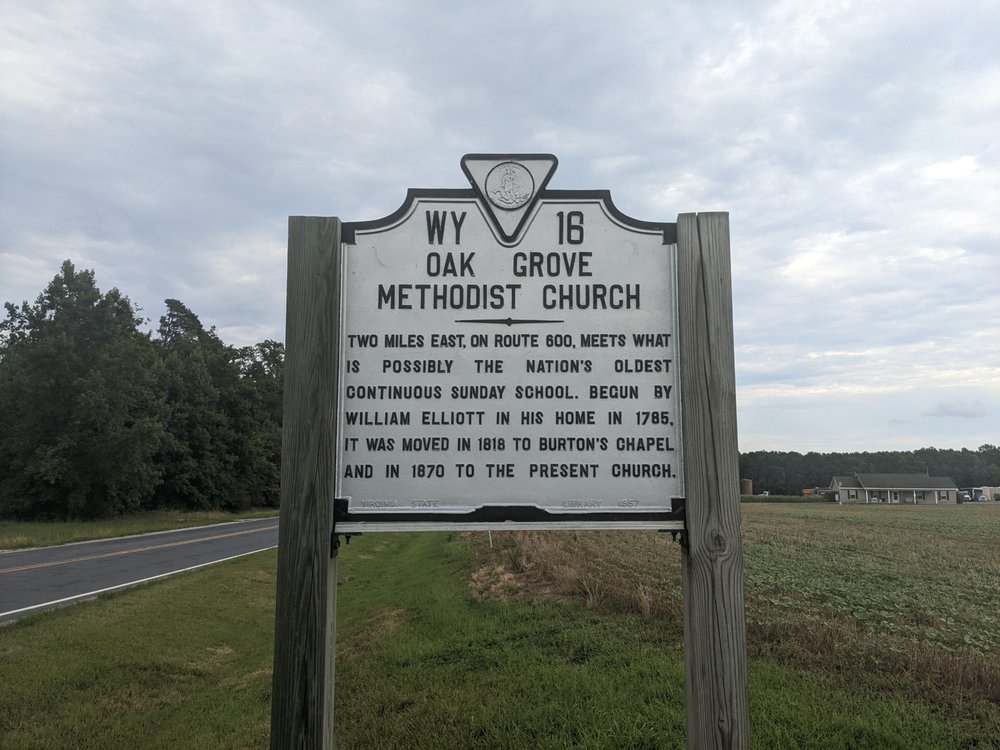 WY 16
OAK GROVE
METHODIST CHURCH
TWO MILES EAST, ON ROUTE 600, MEETS WHAT
IS POSSIBLY THE NATION'S OLDEST
CONTINUOUS SUNDAY SCHOOL. BEGUN BY
WILLIAM ELLIOTT IN HIS HOME IN 1785,
IT WAS MOVED IN 1818 TO BURTON'S CHAPEL
AND IN 1870 TO THE PRESENT CHURCH.
VIRGINIA STATE LIBRARY 1967